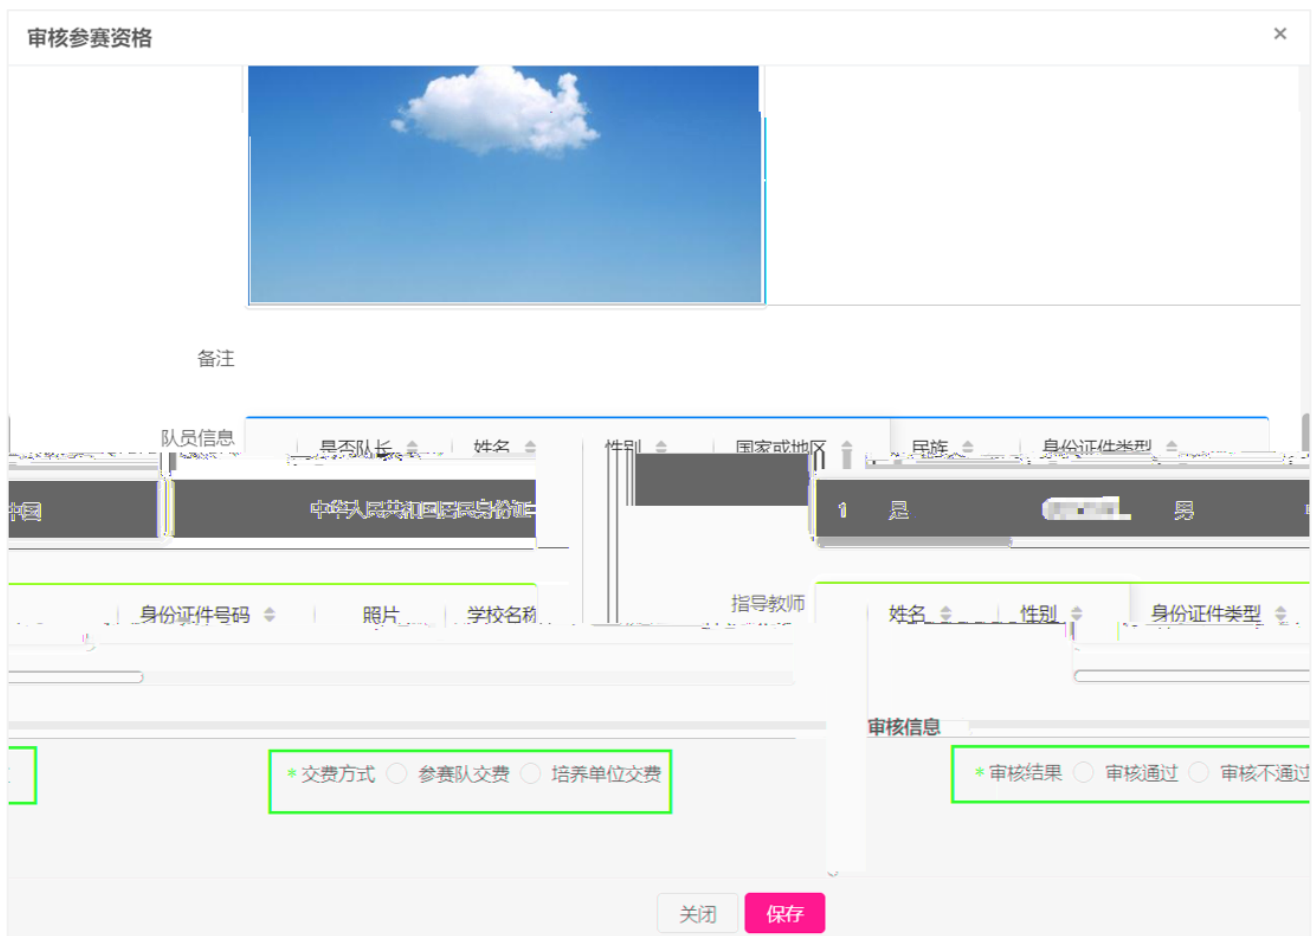 审核参赛资格 ×
备注
队员信息 是否队长 姓名 性别 国家或地区 民族 身份证件类型
中国 中华人民共和国居民身份证 1 是 男
身份证件号码 照片 学校名称 指导教师 姓名 性别 身份证件类型
审核信息
* 交费方式 参赛队交费 培养单位交费 * 审核结果 审核通过 审核不通过
关闭 保存